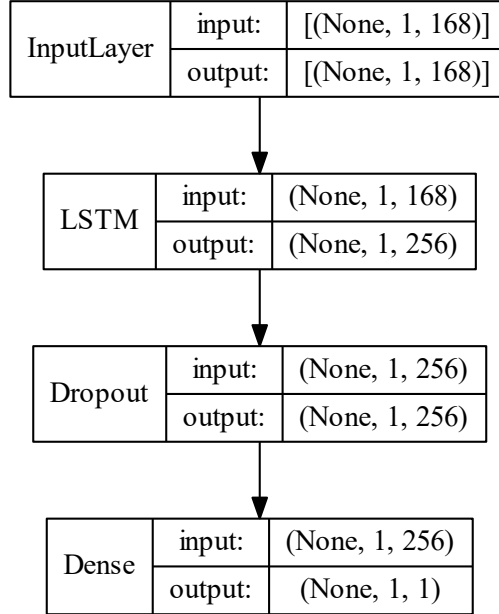 InputLayer
input: [(None, 1, 168)]
output: [(None, 1, 168)]
LSTM
input: (None, 1, 168)
output: (None, 1, 256)
Dropout
input: (None, 1, 256)
output: (None, 1, 256)
Dense
input: (None, 1, 256)
output: (None, 1, 1)